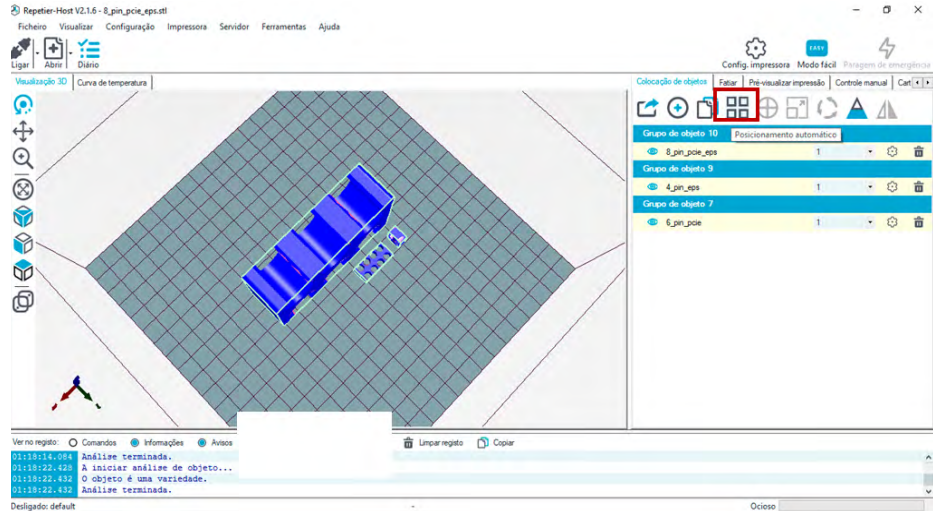 Repetier-Host V2.1.6 - 8_pin_pcie_eps.stl
Ficheiro Visualizar Configuração Impressora Servidor Ferramentas Ajuda
Ligar Abrir Diário
Config. impressora Modo fácil Paragem de emergência
EASY
Visualização 3D Curva de temperatura
Colocação de objetos Fatiar Pré-visualizar impressão Controle manual Cart
Grupo de objeto 10
Posicionamento automático
8_pin_pcie_eps 1
Grupo de objeto 9
4_pin_eps 1
Grupo de objeto 7
6_pin_pcie 1
Ver no registo: Comandos Informações Avisos Limpar registo Copiar
01:18:14.084 Análise terminada.
01:18:22.428 A iniciar análise de objeto...
01:18:22.432 O objeto é uma variedade.
01:18:22.432 Análise terminada.
Desligado: default - Ocioso